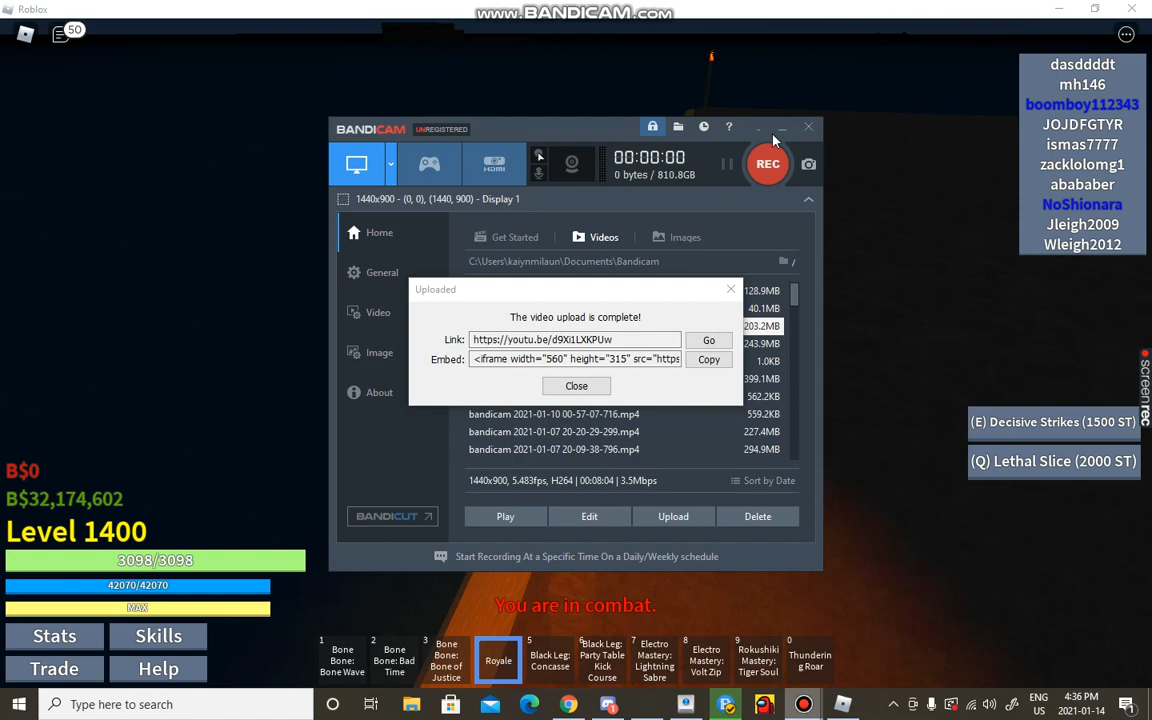 Roblox
www.BANDICAM.com
50
dasddddt
mh146
boomboy112343
JOJDFGTYR
ismas7777
zacklolomg1
abababer
NoShionara
Jleigh2009
Wleigh2012
BANDICAM UNREGISTERED
HDMI
00:00:00
0 bytes / 810.8GB
REC
1440x900 - (0, 0), (1440, 900) - Display 1
Home
General
Video
Image
About
Get Started
Videos
Images
C:\Users\kaiynmilaun\Documents\Bandicam
/
128.9MB
40.1MB
203.2MB
243.9MB
1.0KB
399.1MB
562.2KB
Uploaded
The video upload is complete!
Link: https://youtu.be/d9Xi1LXKPUw Go
Embed: <iframe width="560" height="315" src="https Copy
Close
bandicam 2021-01-10 00-57-07-716.mp4 559.2KB
bandicam 2021-01-07 20-20-29-299.mp4 227.4MB
bandicam 2021-01-07 20-09-38-796.mp4 294.9MB
1440x900, 5.483fps, H264 | 00:08:04 | 3.5Mbps
Sort by Date
BANDICUT
Play Edit Upload Delete
Start Recording At a Specific Time On a Daily/Weekly schedule
screenrec
(E) Decisive Strikes (1500 ST)
(Q) Lethal Slice (2000 ST)
B$0
B$32,174,602
Level 1400
3098/3098
42070/42070
MAX
Stats Skills
Trade Help
You are in combat.
1 Bone Bone: Bone Wave
2 Bone Bone: Bad Time
3 Bone Bone: Bone of Justice
Royale
5 Black Leg: Concasse
6 Black Leg: Party Table Kick Course
7 Electro Mastery: Lightning Sabre
8 Electro Mastery: Volt Zip
9 Rokushiki Mastery: Tiger Soul
0 Thundering Roar
Type here to search
ENG
US
4:36 PM
2021-01-14
1